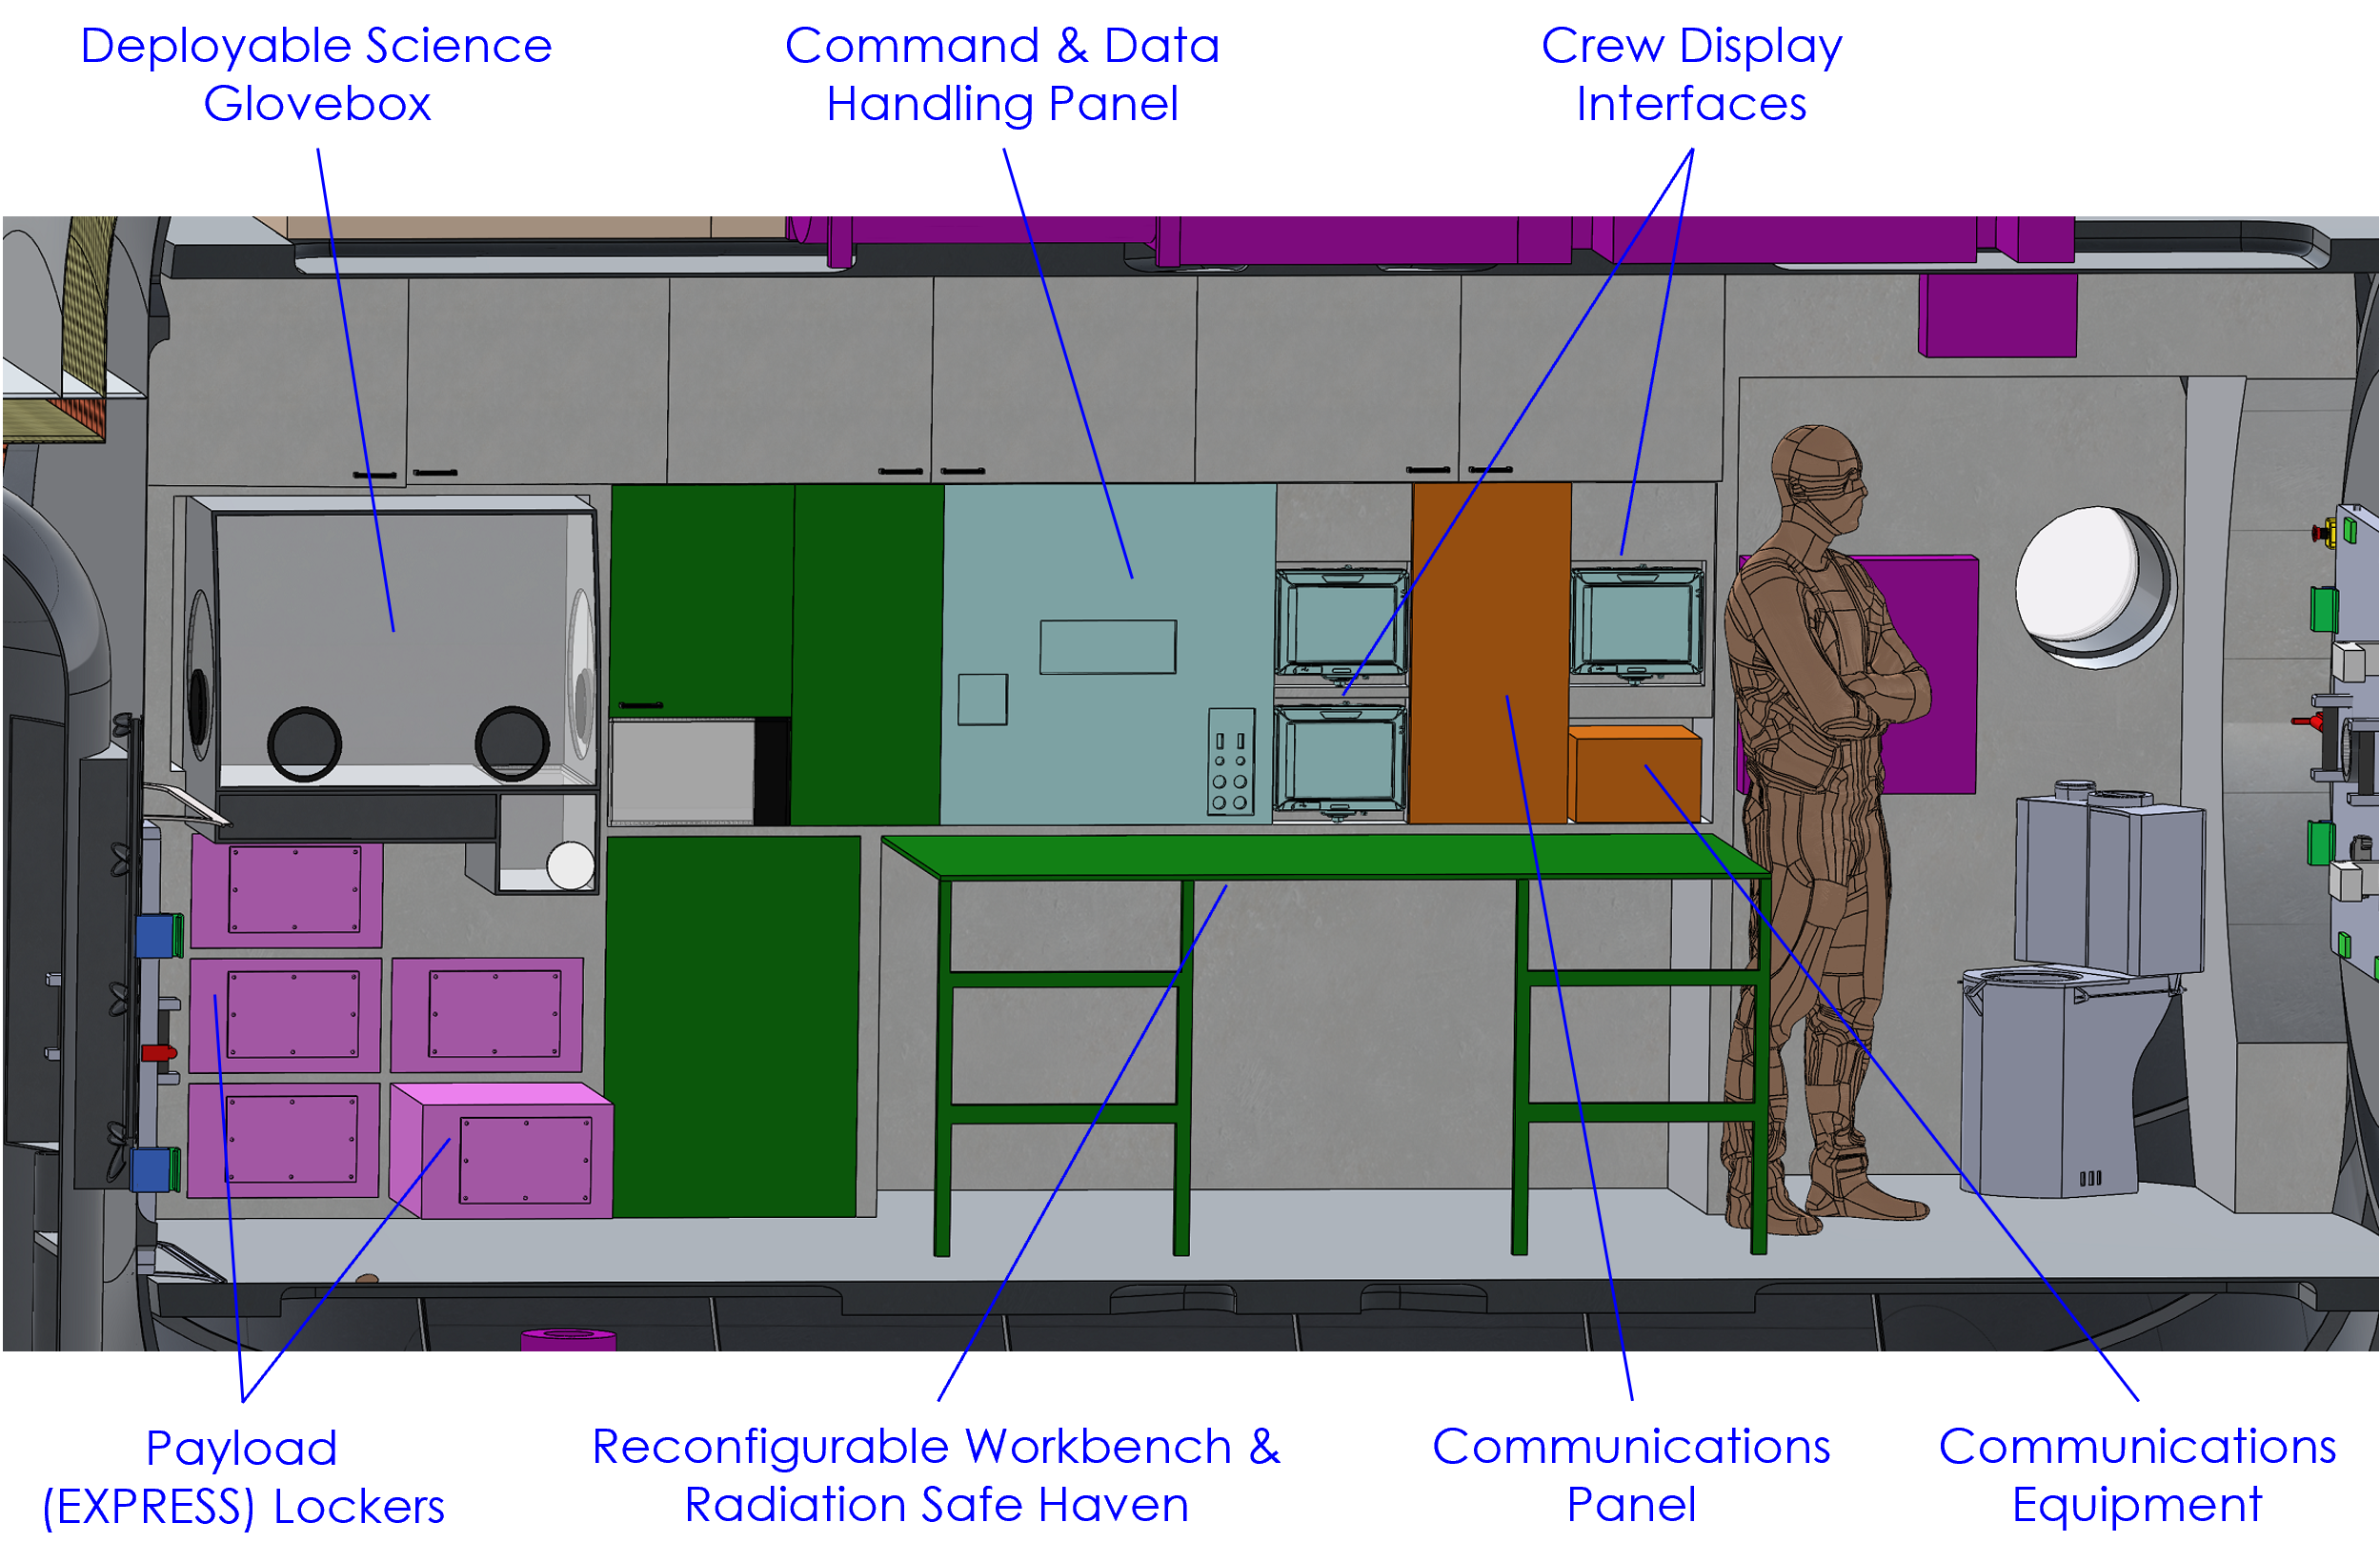 Deployable Science
Glovebox
Command & Data
Handling Panel
Crew Display
Interfaces
Payload
(EXPRESS) Lockers
Reconfigurable Workbench &
Radiation Safe Haven
Communications
Panel
Communications
Equipment